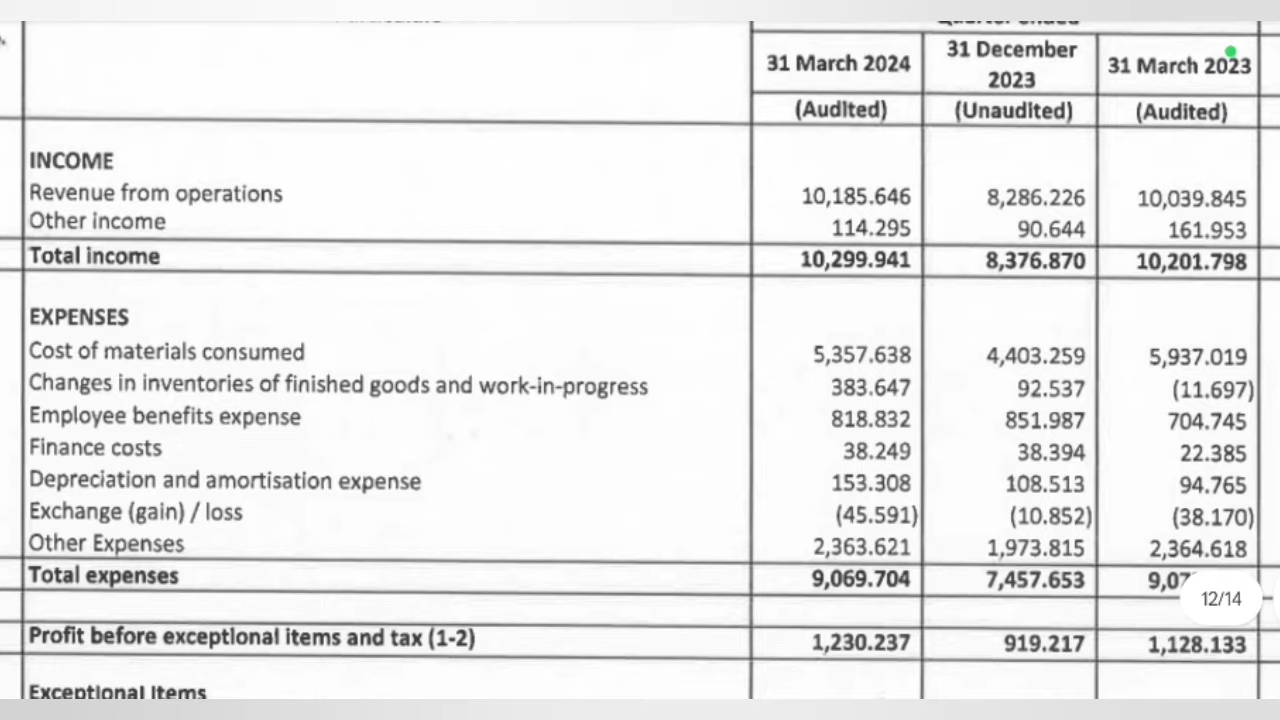 31 March 2024 31 December 2023 31 March 2023
(Audited) (Unaudited) (Audited)
INCOME
Revenue from operations 10,185.646 8,286.226 10,039.845
Other income 114.295 90.644 161.953
Total income 10,299.941 8,376.870 10,201.798
EXPENSES
Cost of materials consumed 5,357.638 4,403.259 5,937.019
Changes in inventories of finished goods and work-in-progress 383.647 92.537 (11.697)
Employee benefits expense 818.832 851.987 704.745
Finance costs 38.249 38.394 22.385
Depreciation and amortisation expense 153.308 108.513 94.765
Exchange (gain) / loss (45.591) (10.852) (38.170)
Other Expenses 2,363.621 1,973.815 2,364.618
Total expenses 9,069.704 7,457.653
12/14
Profit before exceptional items and tax (1-2) 1,230.237 919.217 1,128.133
Exceptional Items